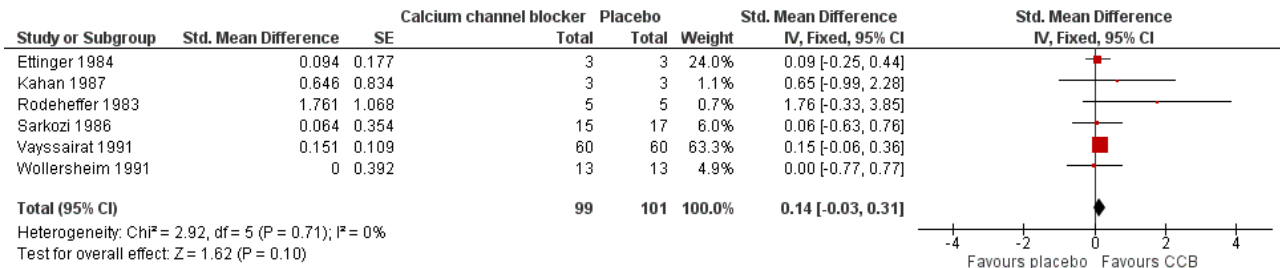 Calcium channel blocker Placebo Std. Mean Difference Std. Mean Difference
Study or Subgroup Std. Mean Difference SE Total Total Weight IV, Fixed, 95% CI IV, Fixed, 95% CI
Ettinger 1984 0.094 0.177 3 3 24.0% 0.09 [-0.25, 0.44]
Kahan 1987 0.646 0.834 3 3 1.1% 0.65 [-0.99, 2.28]
Rodeheffer 1983 1.761 1.068 5 5 0.7% 1.76 [-0.33, 3.85]
Sarkozi 1986 0.064 0.354 15 17 6.0% 0.06 [-0.63, 0.76]
Vayssairat 1991 0.151 0.109 60 60 63.3% 0.15 [-0.06, 0.36]
Wollersheim 1991 0 0.392 13 13 4.9% 0.00 [-0.77, 0.77]
Total (95% CI) 99 101 100.0% 0.14 [-0.03, 0.31]
Heterogeneity: Chi² = 2.92, df = 5 (P = 0.71); I² = 0%
Test for overall effect: Z = 1.62 (P = 0.10)
-4 -2 0 2 4
Favours placebo Favours CCB